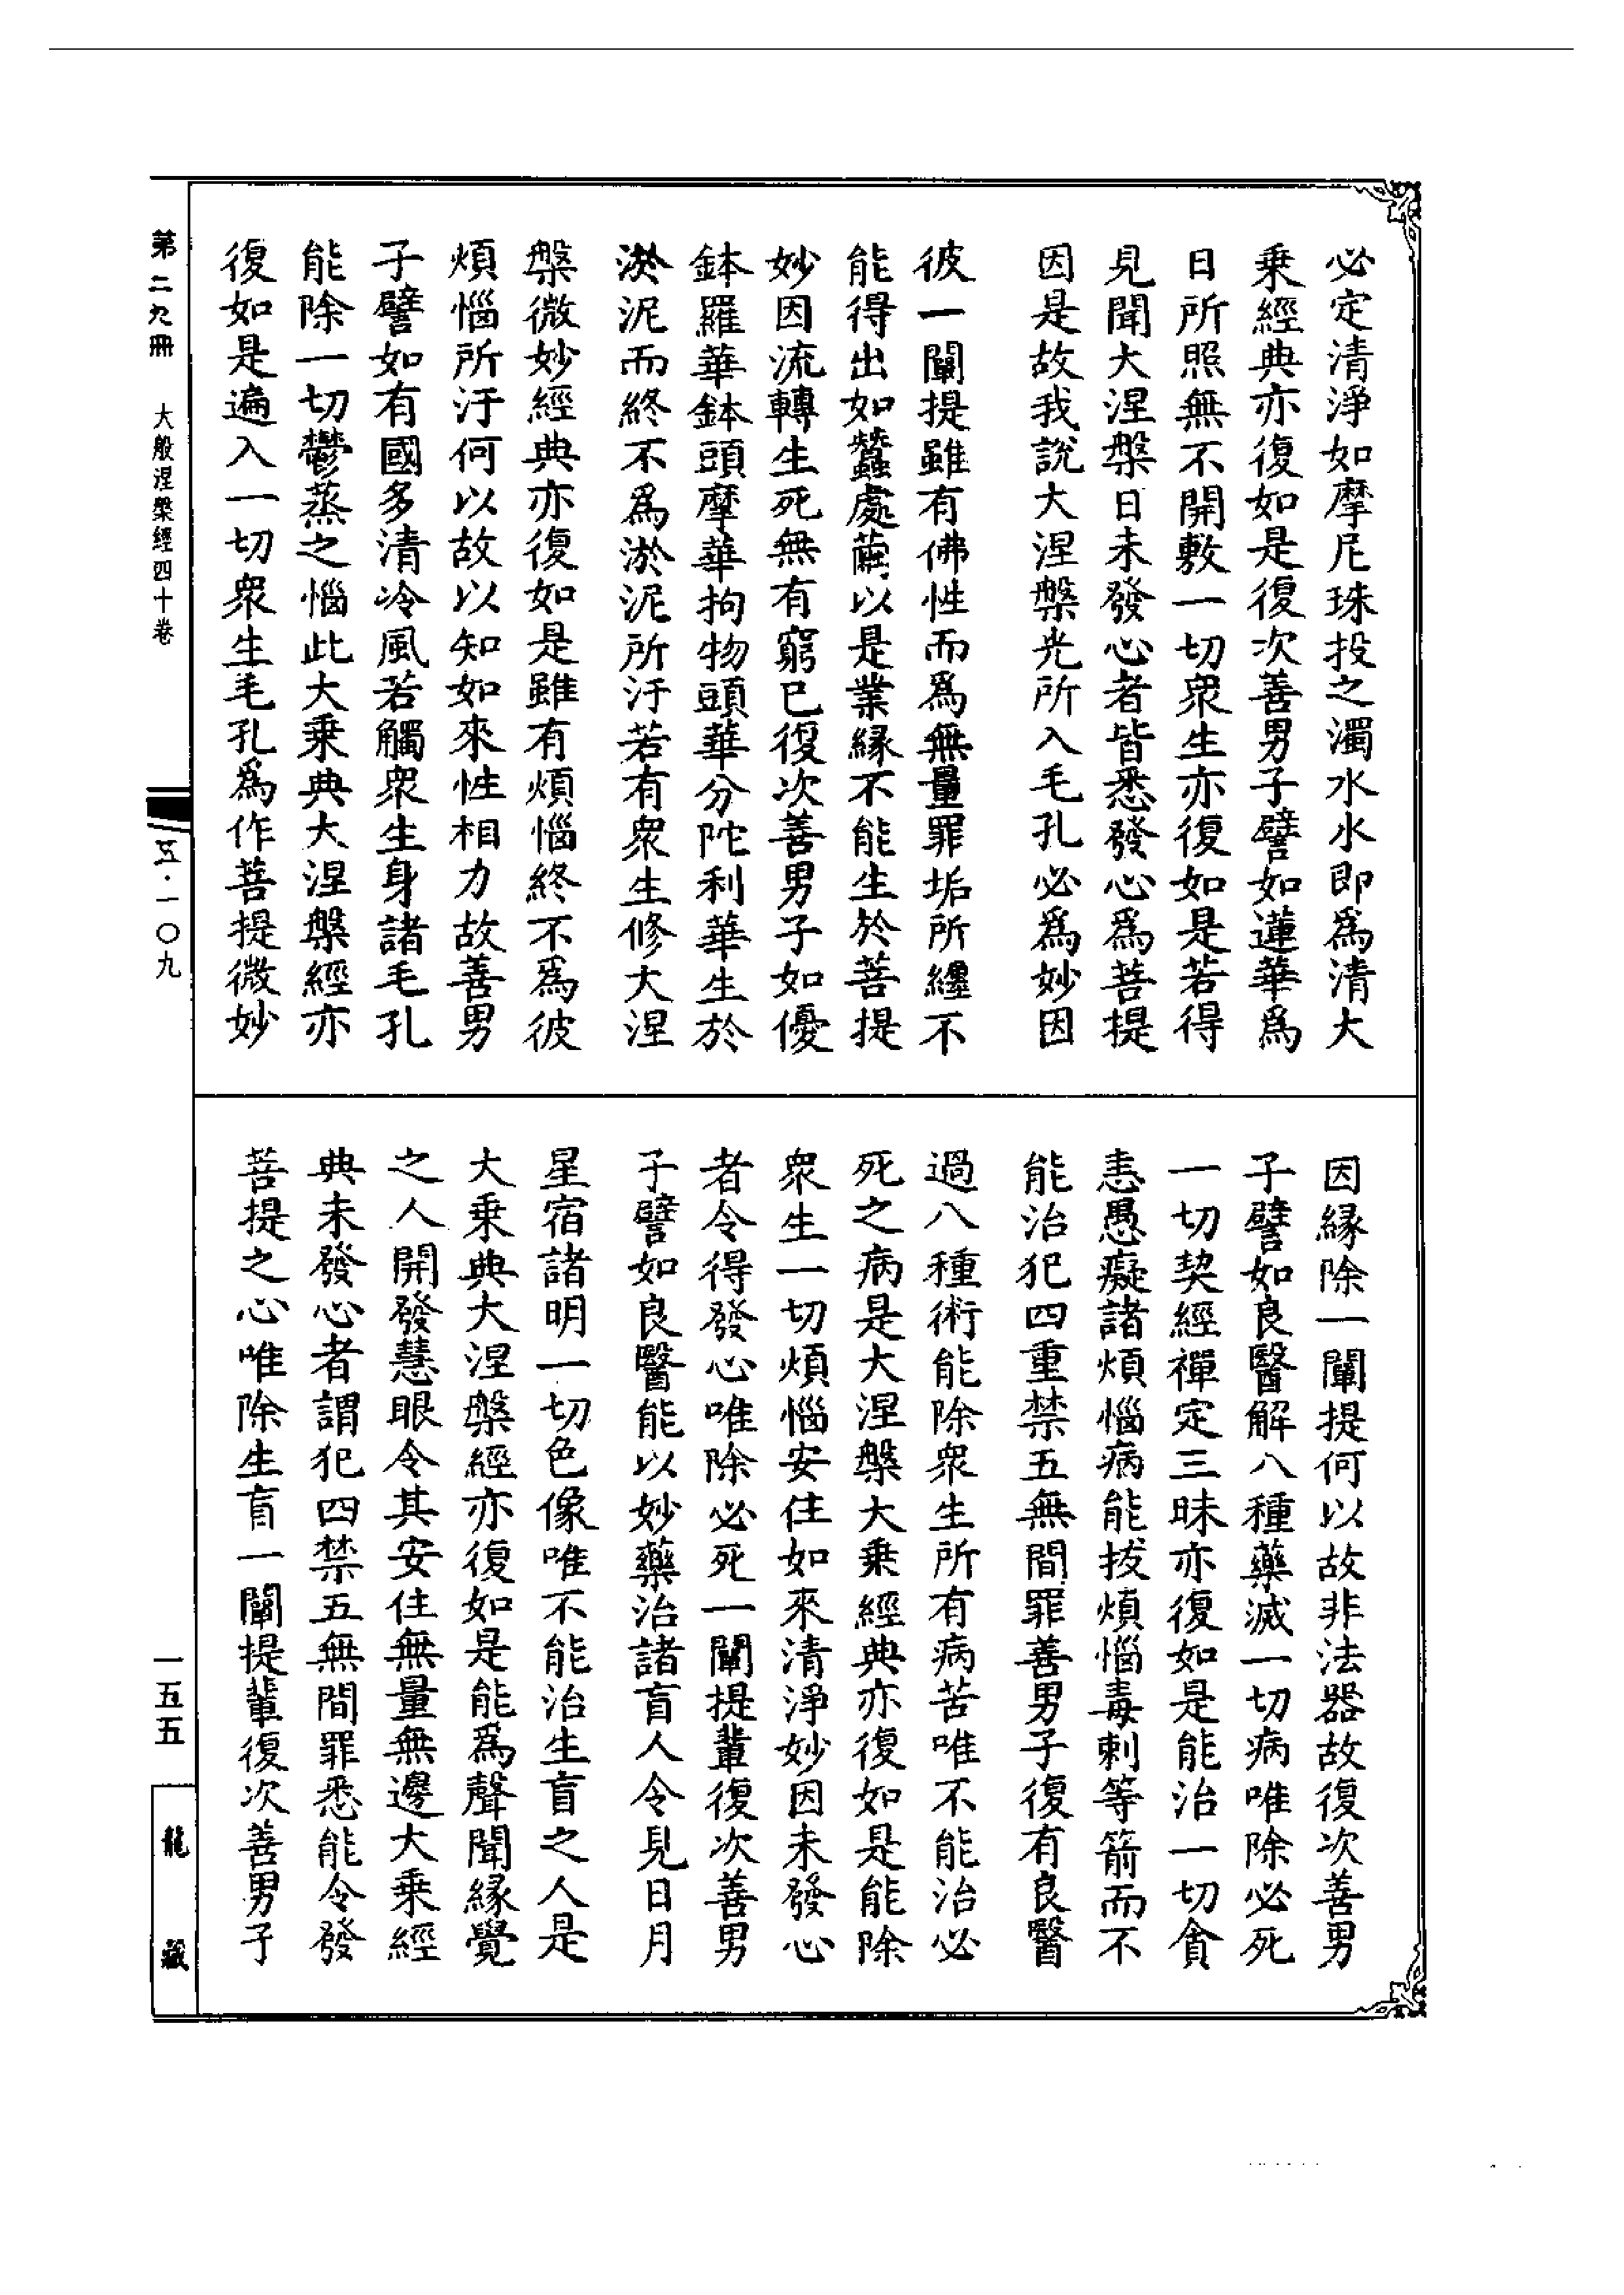 必定清淨如摩尼珠投之濁水水即爲清大
乘經典亦復如是復次善男子譬如蓮華爲
日所照無不開敷一切衆生亦復如是若得
見聞大涅槃日未發心者皆悉發心爲菩提
因是故我說大涅槃光所入毛孔必爲妙因
彼一闡提雖有佛性而爲無量罪垢所纏不
能得出如蠶處繭以是業緣不能生於菩提
妙因流轉生死無有窮已復次善男子如優
鉢羅華鉢頭摩華拘物頭華分陀利華生於
淤泥而終不爲淤泥所汙若有衆生修大涅
槃微妙經典亦復如是雖有煩惱終不爲彼
煩惱所汙何以故以知如來性相力故善男
子譬如有國多清冷風若觸衆生身諸毛孔
能除一切鬱蒸之惱此大乘典大涅槃經亦
復如是遍入一切衆生毛孔爲作菩提微妙
因緣除一闡提何以故非法器故復次善男
子譬如良醫解八種藥滅一切病唯除必死
一切契經禪定三昧亦復如是能治一切貪
恚愚癡諸煩惱病能拔煩惱毒刺等箭而不
能治犯四重禁五無間罪善男子復有良醫
過八種術能除衆生所有病苦唯不能治必
死之病是大涅槃大乘經典亦復如是能除
衆生一切煩惱安住如來清淨妙因未發心
者令得發心唯除必死一闡提輩復次善男
子譬如良醫能以妙藥治諸盲人令見日月
星宿諸明一切色像唯不能治生盲之人是
大乘典大涅槃經亦復如是能爲聲聞緣覺
之人開發慧眼令其安住無量無邊大乘經
典未發心者謂犯四禁五無間罪悉能令發
菩提之心唯除生盲一闡提輩復次善男子
第二九冊 大般涅槃經四十卷
五·一〇九
一五五
龍藏